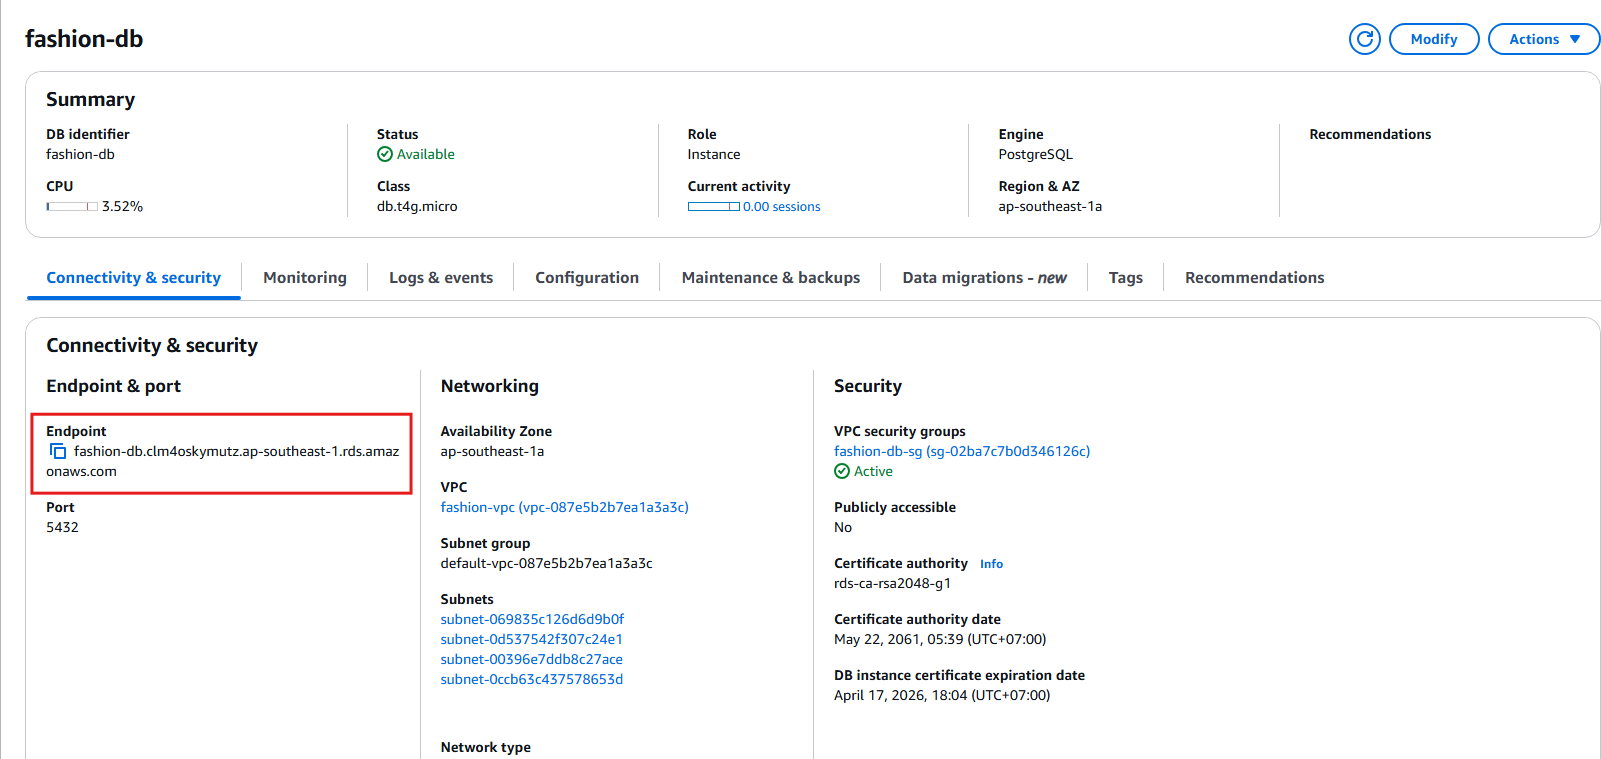 fashion-db
Modify
Actions
Summary
DB identifier
fashion-db
Status
Available
Role
Instance
Engine
PostgreSQL
Recommendations
CPU
3.52%
Class
db.t4g.micro
Current activity
0.00 sessions
Region & AZ
ap-southeast-1a
Connectivity & security
Monitoring
Logs & events
Configuration
Maintenance & backups
Data migrations - new
Tags
Recommendations
Connectivity & security
Endpoint & port
Endpoint
fashion-db.clm4oskymutz.ap-southeast-1.rds.amaz
onaws.com
Port
5432
Networking
Availability Zone
ap-southeast-1a
VPC
fashion-vpc (vpc-087e5b2b7ea1a3a3c)
Subnet group
default-vpc-087e5b2b7ea1a3a3c
Subnets
subnet-069835c126d6d9b0f
subnet-0d537542f307c24e1
subnet-00396e7ddb8c27ace
subnet-0ccb63c437578653d
Network type
Security
VPC security groups
fashion-db-sg (sg-02ba7c7b0d346126c)
Active
Publicly accessible
No
Certificate authority Info
rds-ca-rsa2048-g1
Certificate authority date
May 22, 2061, 05:39 (UTC+07:00)
DB instance certificate expiration date
April 17, 2026, 18:04 (UTC+07:00)